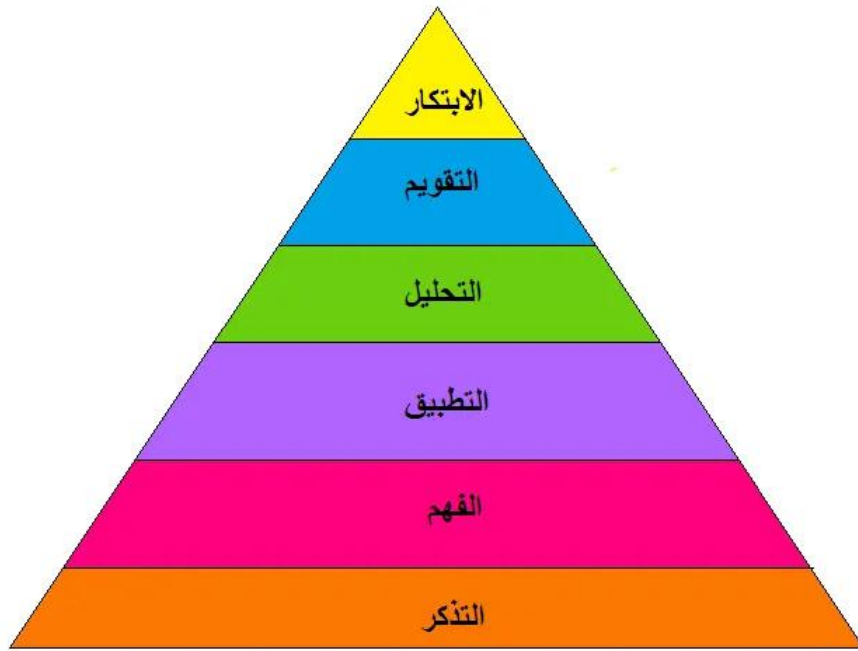 الابتكار
التقويم
التحليل
التطبيق
الفهم
التذكر